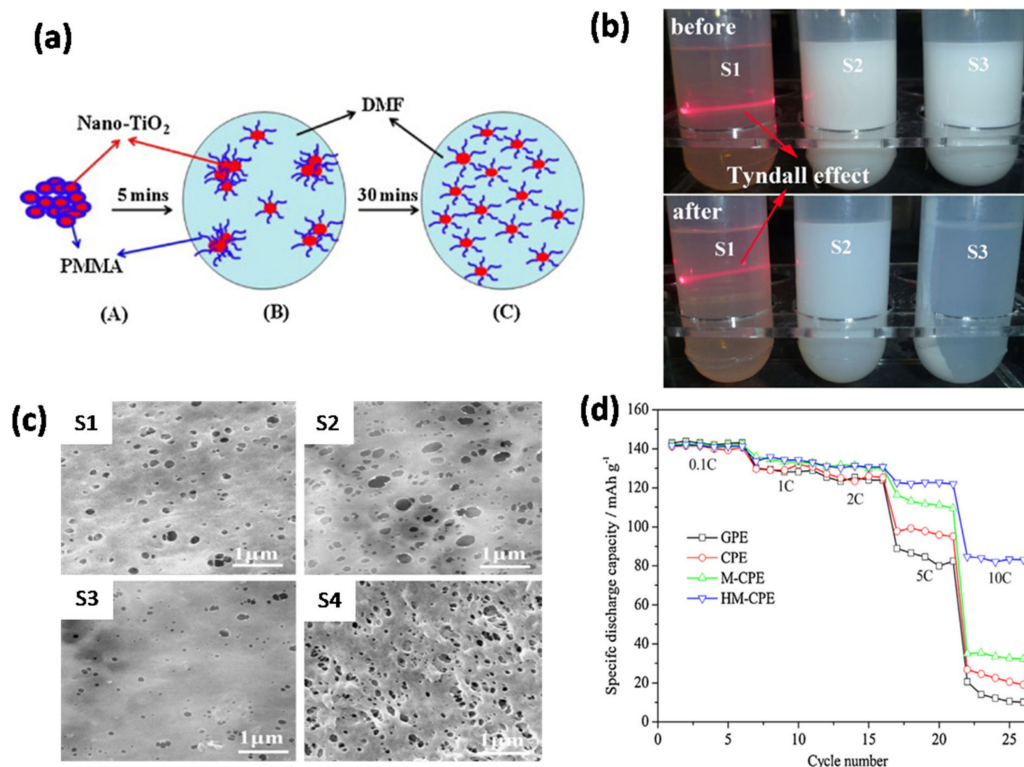 (a)
Nano-TiO₂
DMF
5 mins
30 mins
PMMA
(A)
(B)
(C)
(b)
before
S1
S2
S3
Tyndall effect
after
S1
S2
S3
(c)
S1
1μm
S2
1μm
S3
1μm
S4
1μm
(d)
Specifc discharge capacity / mAh g⁻¹
160
140
120
100
80
60
40
20
0
0.1C
1C
2C
5C
10C
GPE
CPE
M-CPE
HM-CPE
0
5
10
15
20
25
Cycle number